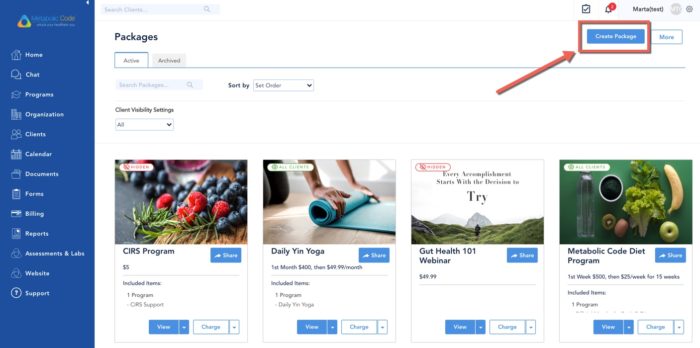 Metabolic Code
Search Clients...
2
Marta(test)
MT
Home
Chat
Programs
Organization
Clients
Calendar
Documents
Forms
Billing
Reports
Assessments & Labs
Website
Support
Packages
Create Package
More
Active
Archived
Search Packages...
Sort by
Set Order
Client Visibility Settings
All
HIDDEN
CIRS Program
Share
$5
Included Items:
1 Program
- CIRS Support
View
Charge
ALL CLIENTS
Daily Yin Yoga
Share
1st Month $400, then $49.99/month
Included Items:
1 Program
- Daily Yin Yoga
View
Charge
HIDDEN
Every Accomplishment
Starts With the Decision to
Try
Gut Health 101
Webinar
Share
$49.99
View
Charge
ALL CLIENTS
Metabolic Code Diet
Program
Share
1st Week $500, then $25/week for 15 weeks
Included Items:
1 Program
View
Charge